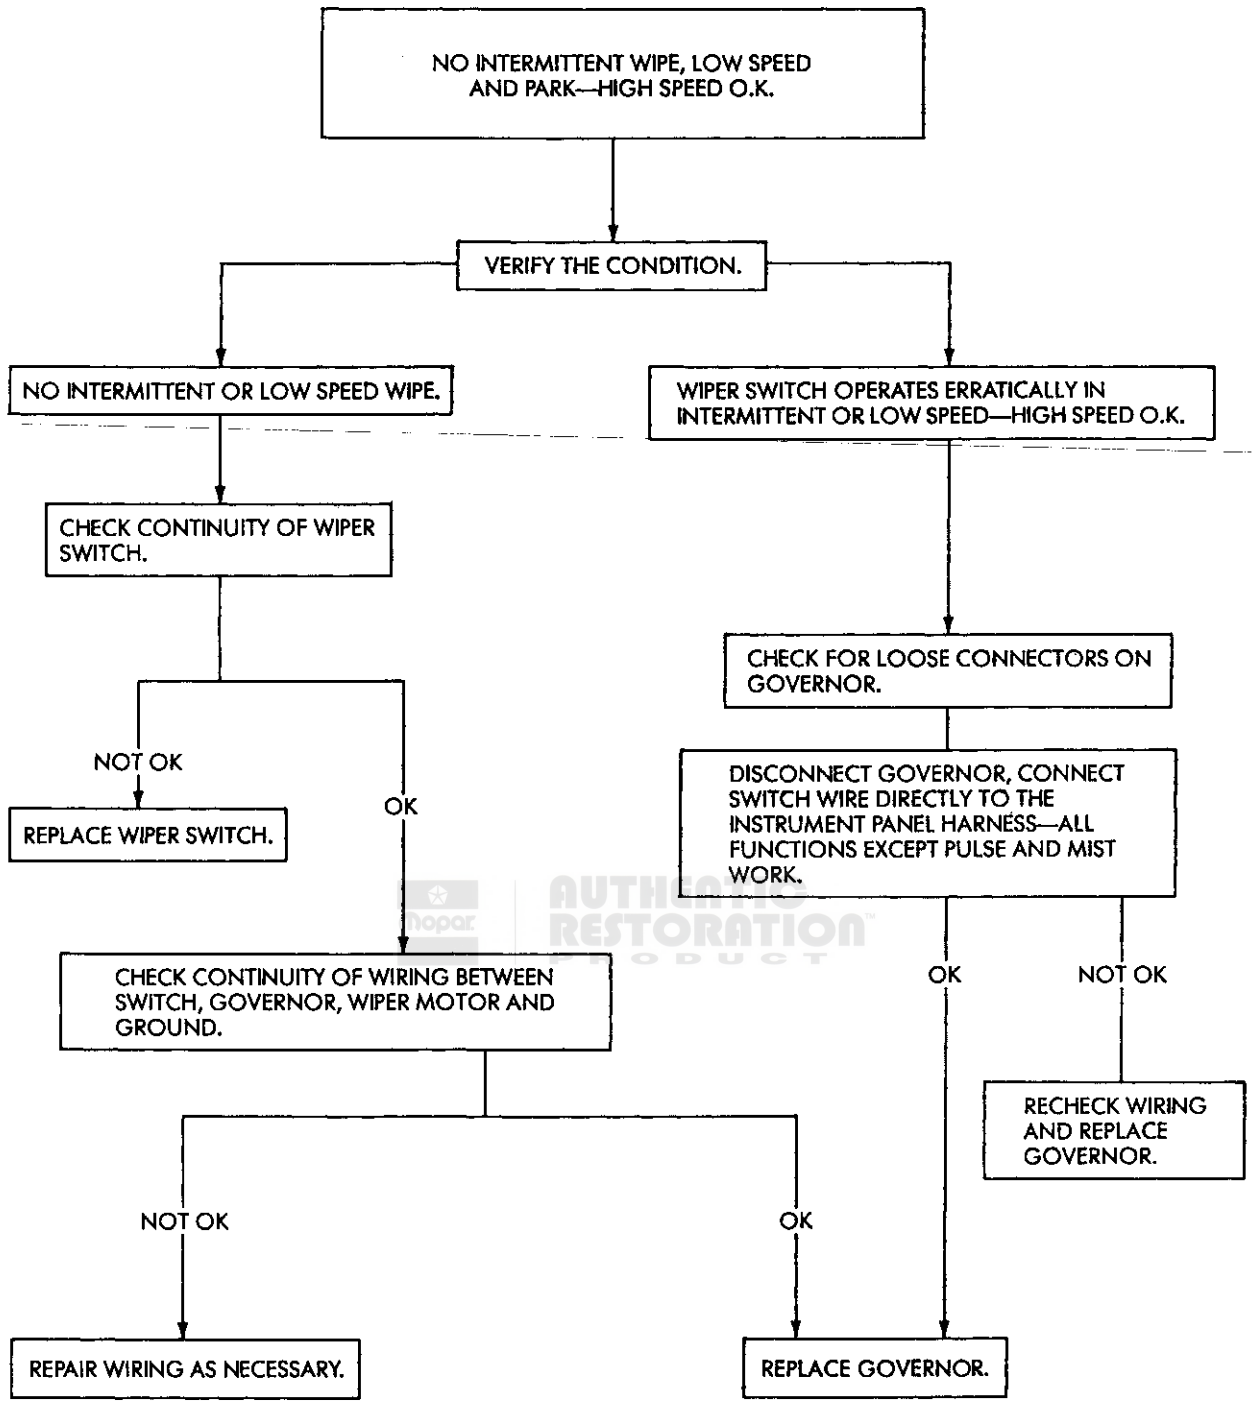 NO INTERMITTENT WIPE, LOW SPEED
AND PARK—HIGH SPEED O.K.
VERIFY THE CONDITION.
NO INTERMITTENT OR LOW SPEED WIPE.
WIPER SWITCH OPERATES ERRATICALLY IN
INTERMITTENT OR LOW SPEED—HIGH SPEED O.K.
CHECK CONTINUITY OF WIPER
SWITCH.
CHECK FOR LOOSE CONNECTORS ON
GOVERNOR.
NOT OK
OK
REPLACE WIPER SWITCH.
DISCONNECT GOVERNOR, CONNECT
SWITCH WIRE DIRECTLY TO THE
INSTRUMENT PANEL HARNESS—ALL
FUNCTIONS EXCEPT PULSE AND MIST
WORK.
Mopar
AUTHENTIC
RESTORATION™
PRODUCT
CHECK CONTINUITY OF WIRING BETWEEN
SWITCH, GOVERNOR, WIPER MOTOR AND
GROUND.
OK
NOT OK
RECHECK WIRING
AND REPLACE
GOVERNOR.
NOT OK
OK
REPAIR WIRING AS NECESSARY.
REPLACE GOVERNOR.